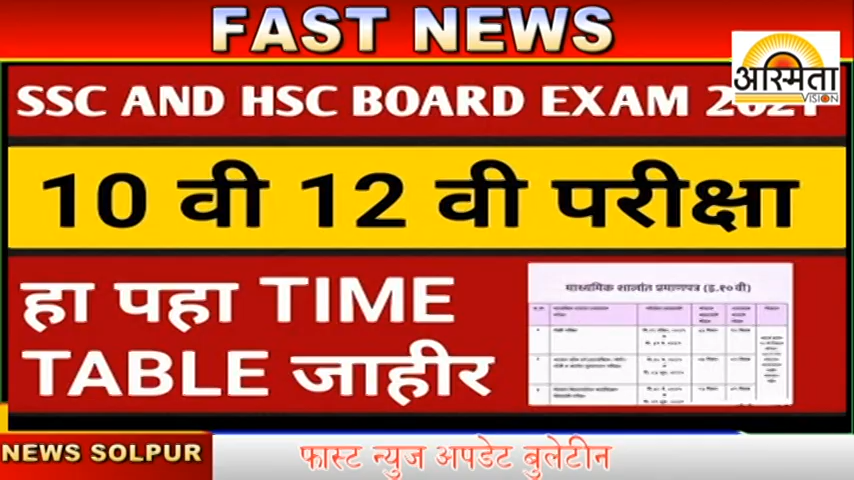 FAST NEWS
अस्मिता
VISION
SSC AND HSC BOARD EXAM 2021
10 वी 12 वी परीक्षा
हा पहा TIME
TABLE जाहीर
माध्यमिक शालांत प्रमाणपत्र (इ.१०वी)
NEWS SOLPUR
फास्ट न्युज अपडेट बुलेटीन